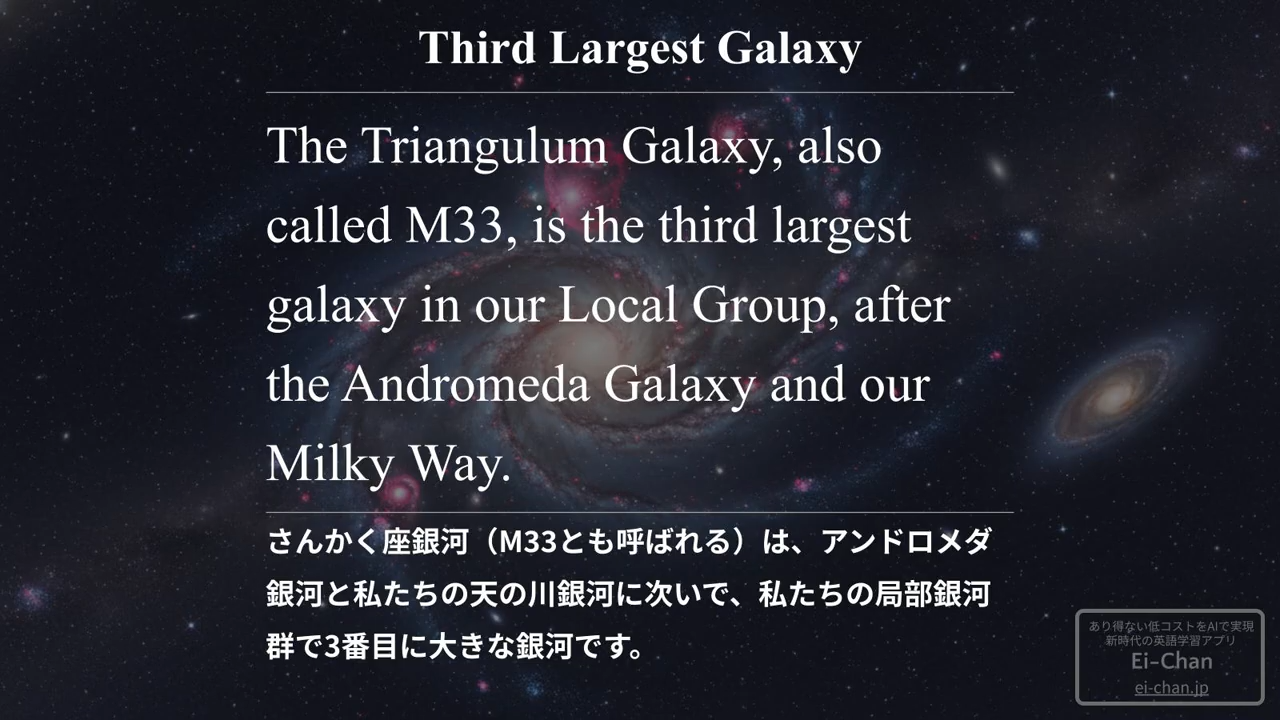 Third Largest Galaxy
The Triangulum Galaxy, also
called M33, is the third largest
galaxy in our Local Group, after
the Andromeda Galaxy and our
Milky Way.
さんかく座銀河（M33とも呼ばれる）は、アンドロメダ
銀河と私たちの天の川銀河に次いで、私たちの局部銀河
群で3番目に大きな銀河です。
あり得ない低コストをAIで実現
新時代の英語学習アプリ
Ei-Chan
ei-chan.jp